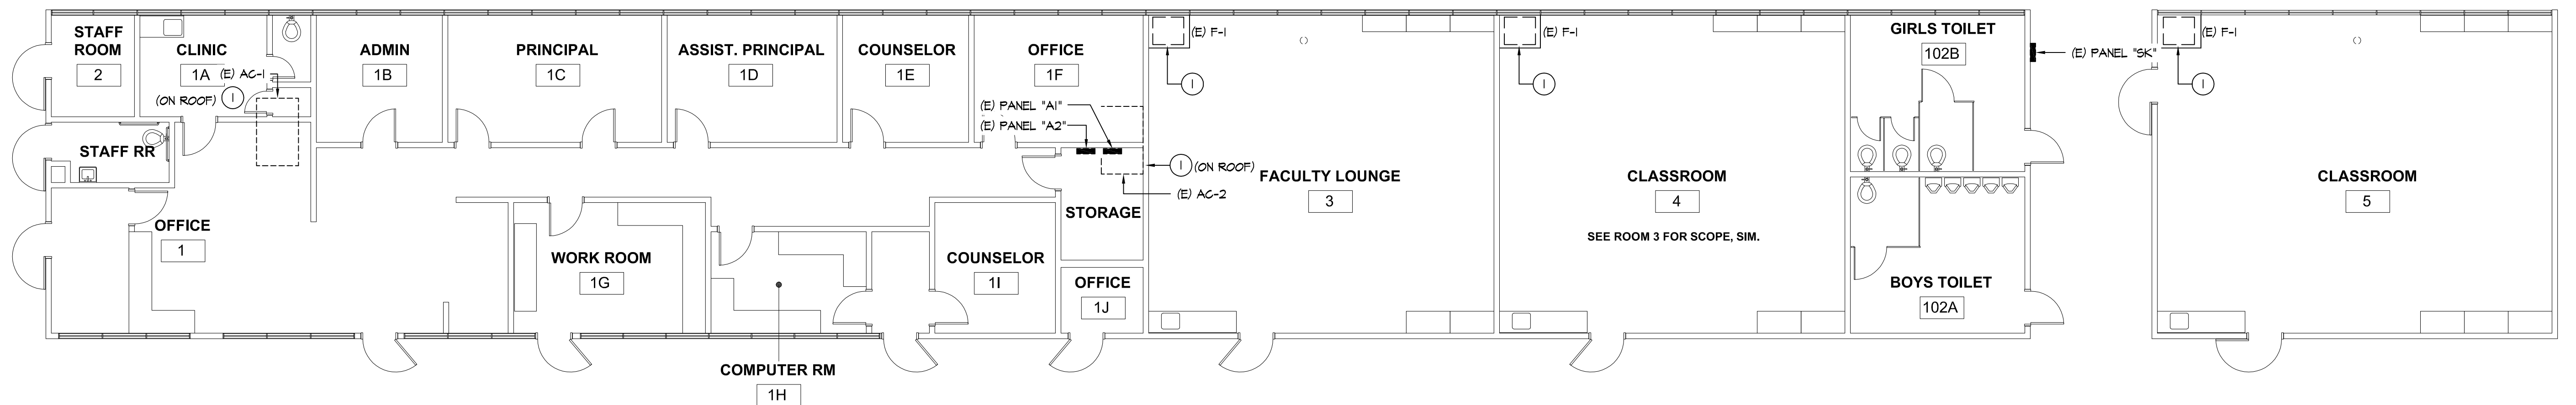 STAFF
ROOM
2
CLINIC
1A
(E) AC-1
(ON ROOF)
1
STAFF RR
OFFICE
1
ADMIN
1B
PRINCIPAL
1C
ASSIST. PRINCIPAL
1D
COUNSELOR
1E
OFFICE
1F
(E) PANEL "A1"
(E) PANEL "A2"
1
(ON ROOF)
(E) AC-2
STORAGE
WORK ROOM
1G
COMPUTER RM
1H
COUNSELOR
1I
OFFICE
1J
(E) F-1
1
FACULTY LOUNGE
3
(E) F-1
1
CLASSROOM
4
SEE ROOM 3 FOR SCOPE, SIM.
GIRLS TOILET
102B
(E) PANEL "SK"
BOYS TOILET
102A
(E) F-1
1
CLASSROOM
5